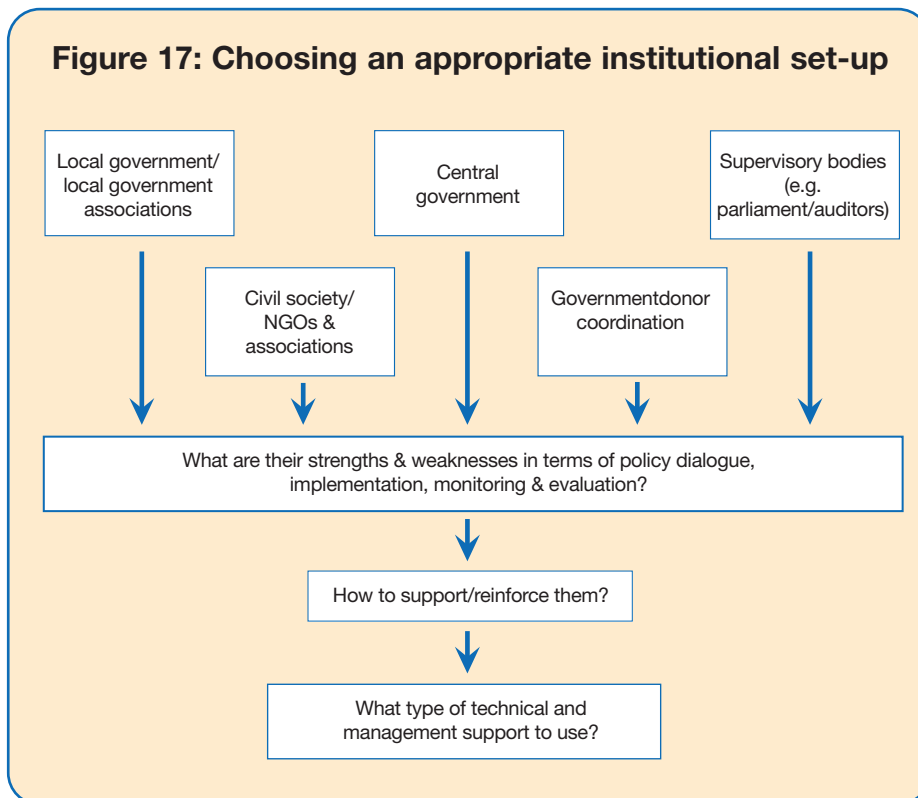 Figure 17: Choosing an appropriate institutional set-up
Local government/
local government
associations
Central
government
Supervisory bodies
(e.g.
parliament/auditors)
Civil society/
NGOs &
associations
Governmentdonor
coordination
What are their strengths & weaknesses in terms of policy dialogue,
implementation, monitoring & evaluation?
How to support/reinforce them?
What type of technical and
management support to use?